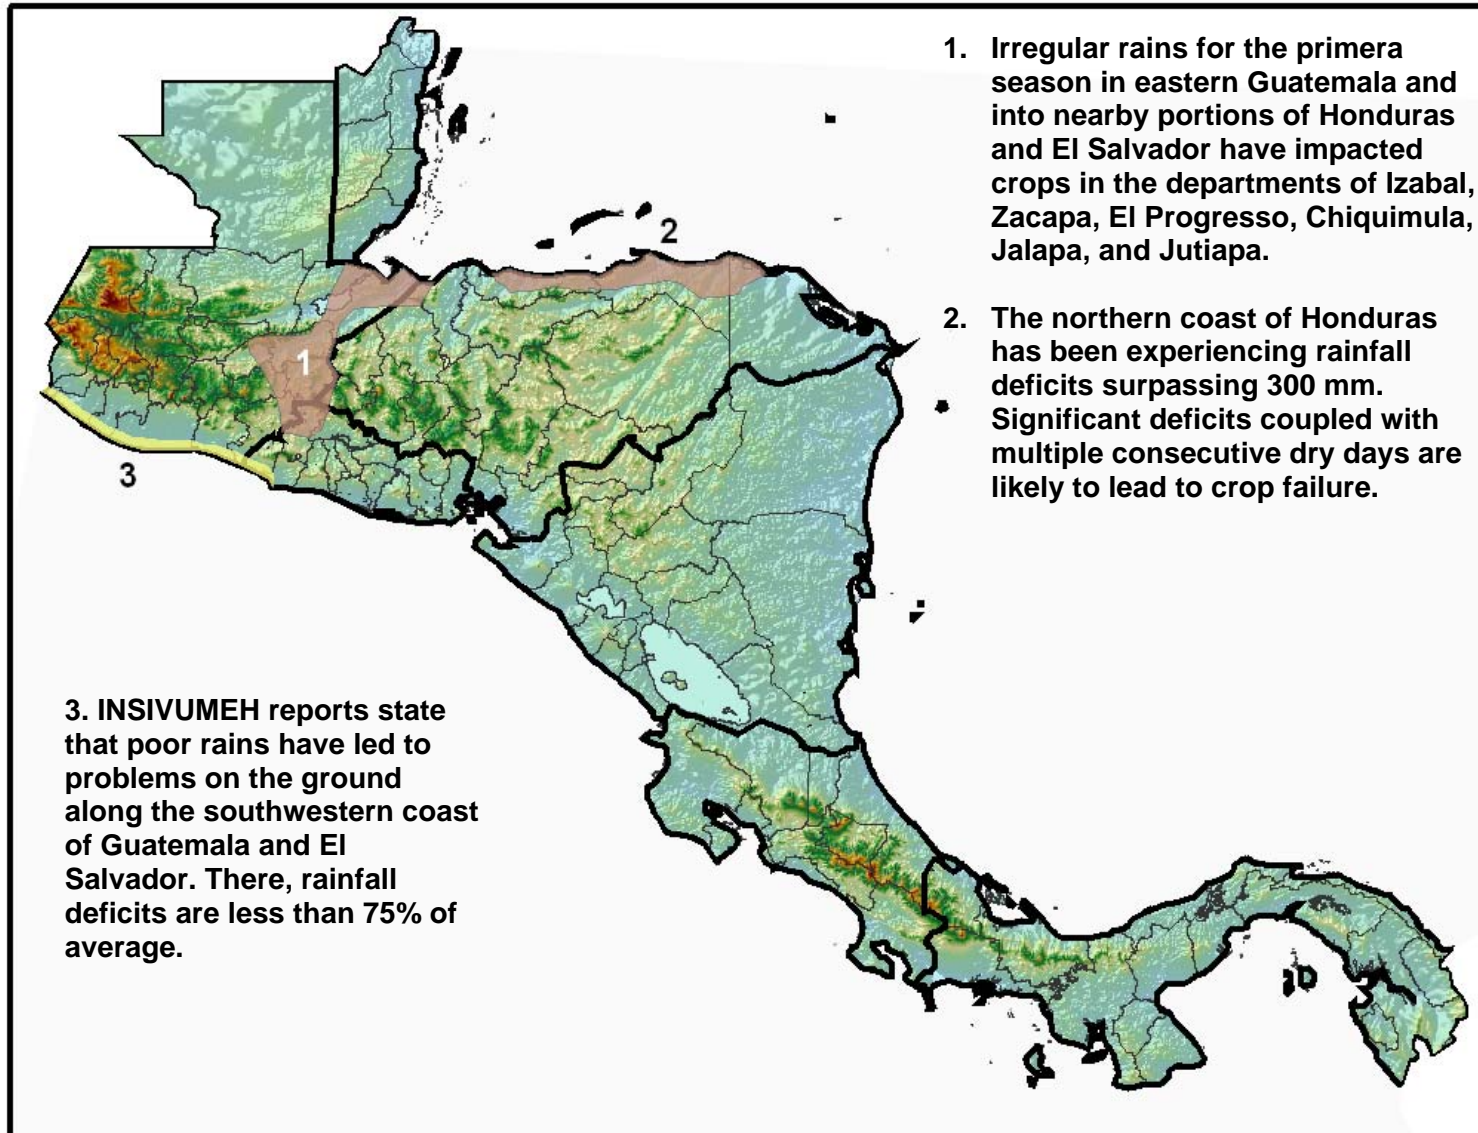 1. Irregular rains for the primera
season in eastern Guatemala and
into nearby portions of Honduras
and El Salvador have impacted
crops in the departments of Izabal,
Zacapa, El Progresso, Chiquimula,
Jalapa, and Jutiapa.
2. The northern coast of Honduras
has been experiencing rainfall
deficits surpassing 300 mm.
Significant deficits coupled with
multiple consecutive dry days are
likely to lead to crop failure.
2
1
3
3. INSIVUMEH reports state
that poor rains have led to
problems on the ground
along the southwestern coast
of Guatemala and El
Salvador. There, rainfall
deficits are less than 75% of
average.